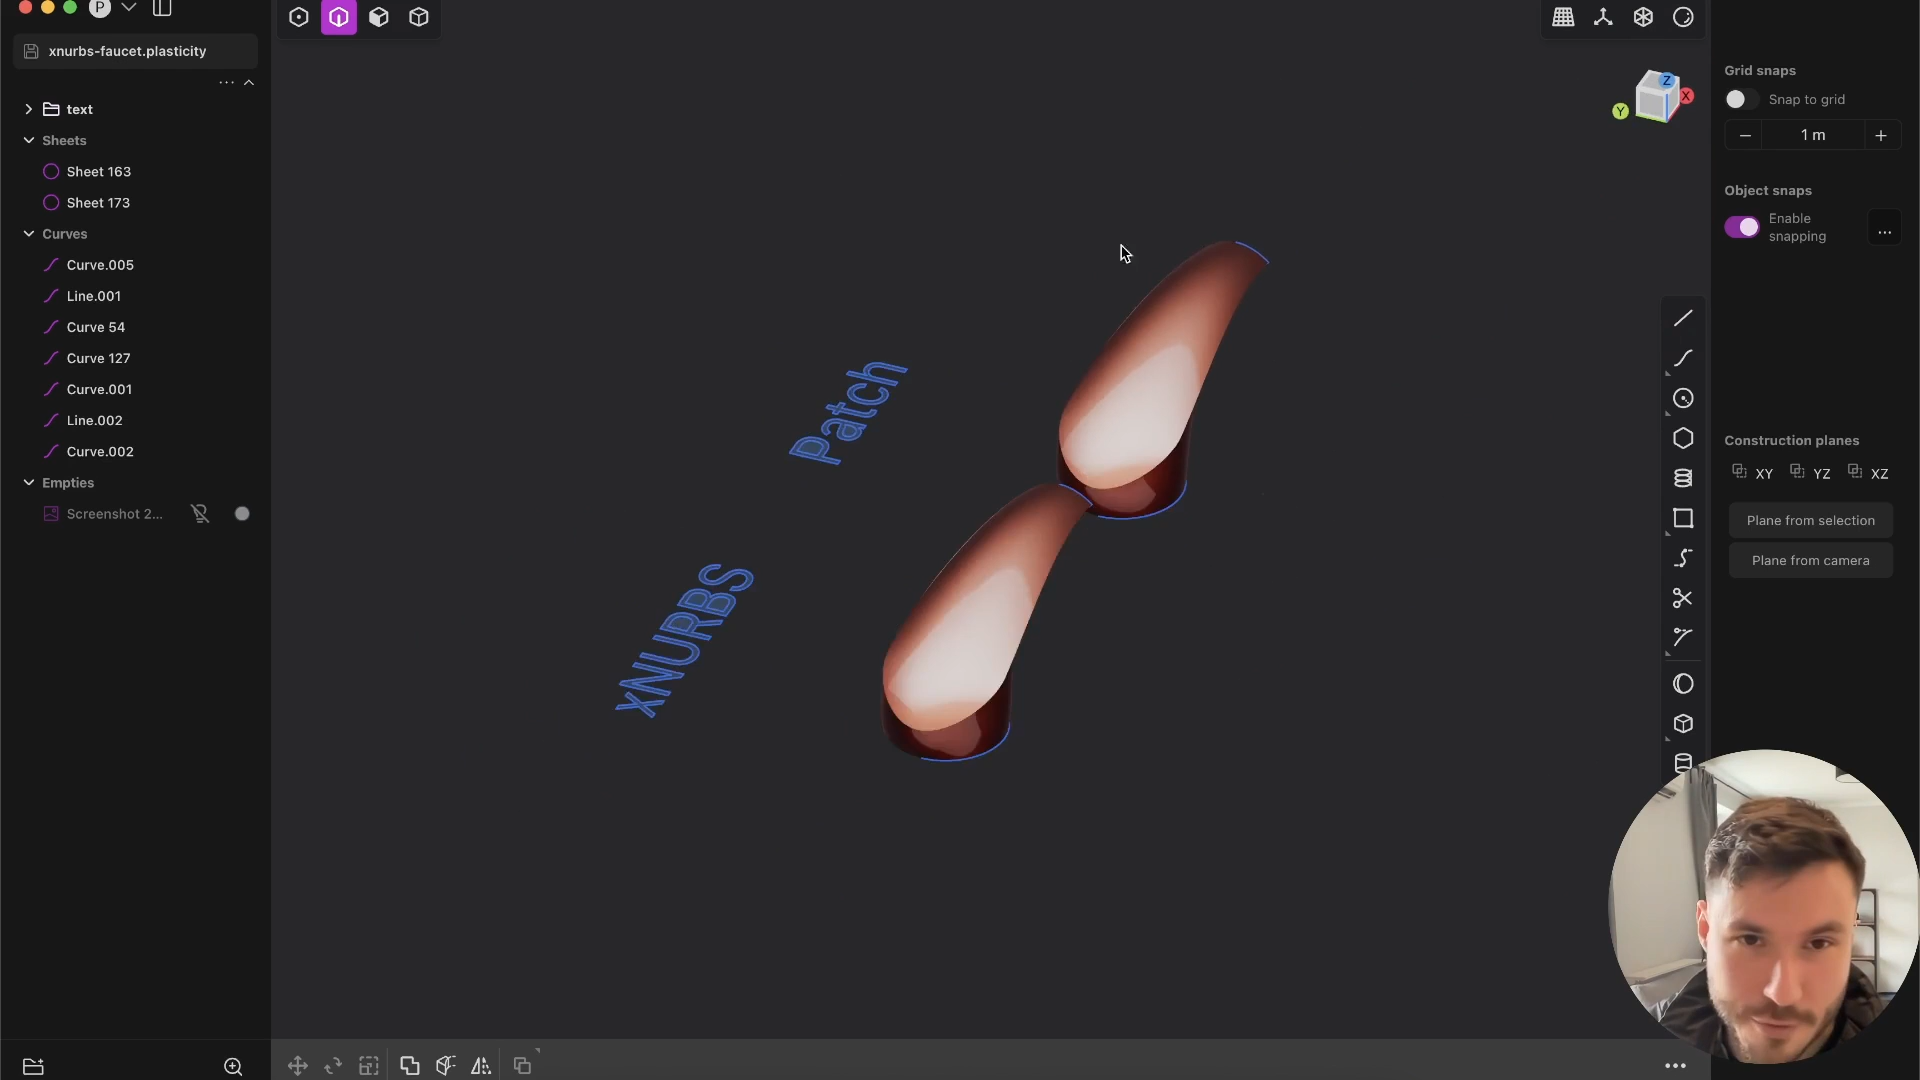 P
xnurbs-faucet.plasticity
...
text
Sheets
Sheet 163
Sheet 173
Curves
Curve.005
Line.001
Curve 54
Curve 127
Curve.001
Line.002
Curve.002
Empties
Screenshot 2...
Patch
xNURBS
Z
X
Y
Grid snaps
Snap to grid
1 m
Object snaps
Enable
snapping
...
Construction planes
XY YZ XZ
Plane from selection
Plane from camera